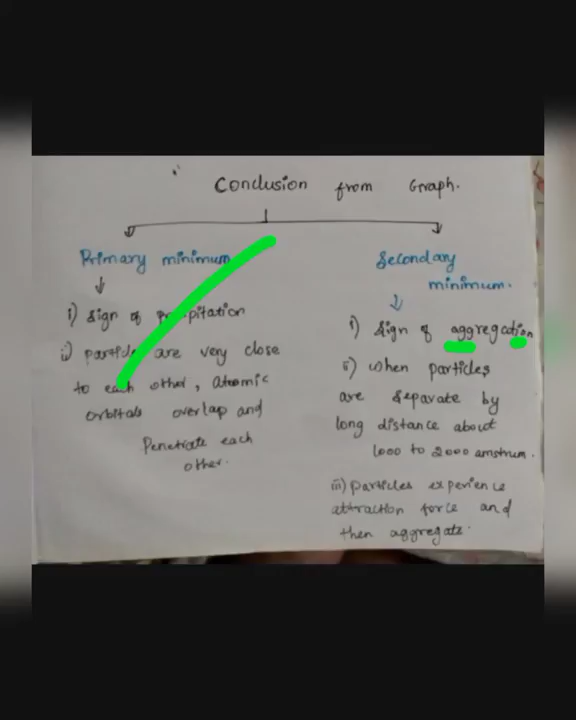 Conclusion from Graph.
Primary minimum
i) Sign of
ii) are very close
to each other, atomic
orbitals overlap and
Penetrate each
other.
Secondary
minimum.
i) Sign of aggregation
ii) When particles
are separate by
long distance about
1000 to 2000 amstrum.
iii) Particles experience
attraction force and
then aggregate.